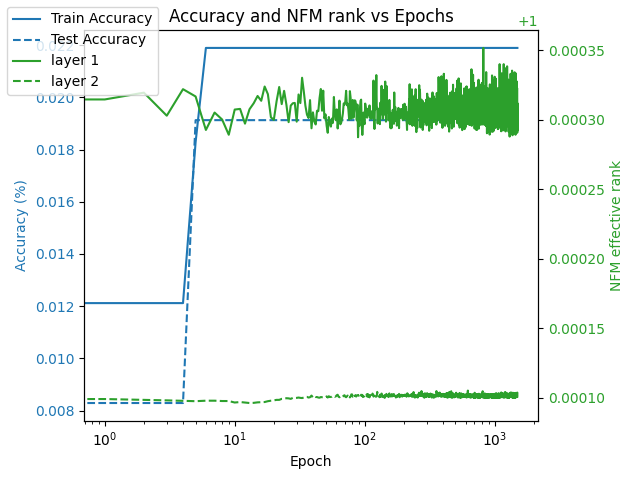 Accuracy and NFM rank vs Epochs
+1
Train Accuracy
Test Accuracy
layer 1
layer 2
0.022
0.020
0.018
0.016
0.014
0.012
0.010
0.008
Accuracy (%)
0.00035
0.00030
0.00025
0.00020
0.00015
0.00010
NFM effective rank
10⁰ 10¹ 10² 10³
Epoch